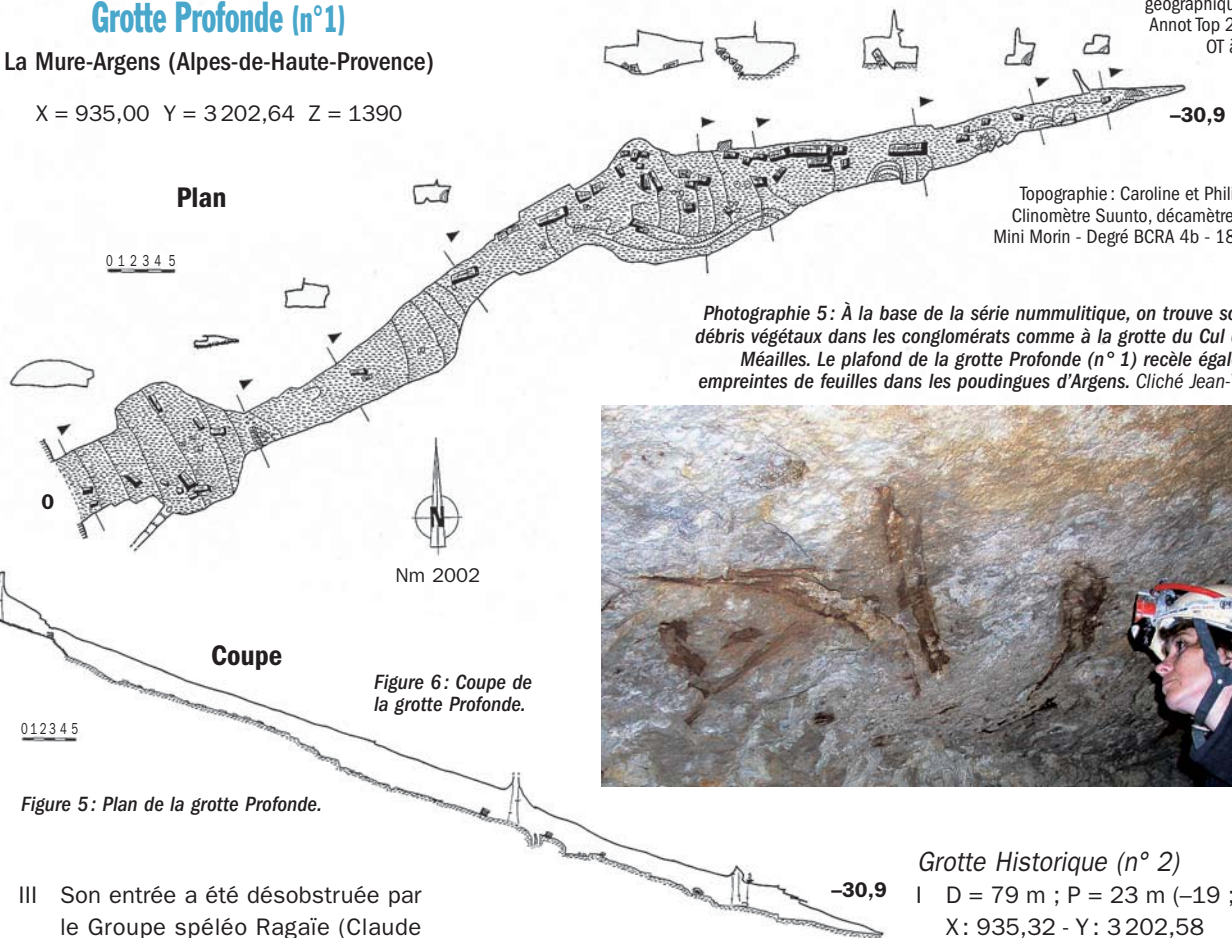 Grotte Profonde (n°1)
La Mure-Argens (Alpes-de-Haute-Provence)
X = 935,00 Y = 3 202,64 Z = 1390
Plan
0 1 2 3 4 5
0
N
Nm 2002
géographiqu
Annot Top 2
OT à
–30,9
Topographie : Caroline et Phil
Clinomètre Suunto, décamètre
Mini Morin - Degré BCRA 4b - 18
Photographie 5 : À la base de la série nummulitique, on trouve so
débris végétaux dans les conglomérats comme à la grotte du Cul
Méailles. Le plafond de la grotte Profonde (n° 1) recèle égal
empreintes de feuilles dans les poudingues d'Argens. Cliché Jean-
Coupe
Figure 6 : Coupe de
la grotte Profonde.
0 1 2 3 4 5
Figure 5 : Plan de la grotte Profonde.
–30,9
III Son entrée a été désobstruée par
le Groupe spéléo Ragaïe (Claude
Grotte Historique (n° 2)
I D = 79 m ; P = 23 m (–19 ;
X : 935,32 - Y : 3 202,58